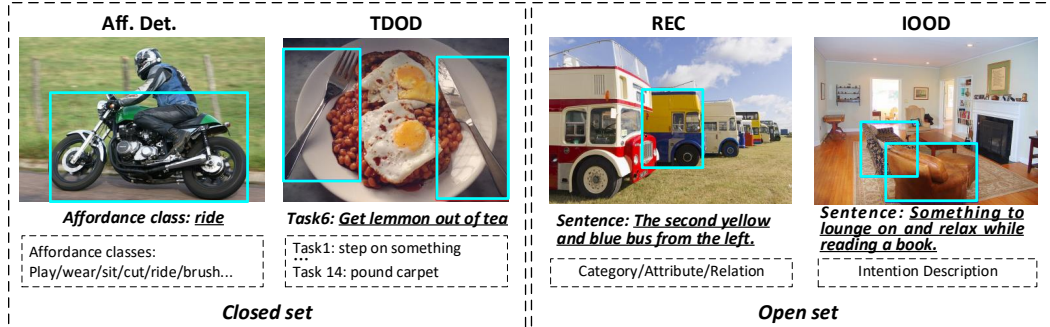 Aff. Det.
TDOD
REC
IOOD
Affordance class: ride
Task6: Get lemmon out of tea
Sentence: The second yellow
and blue bus from the left.
Sentence: Something to
lounge on and relax while
reading a book.
Affordance classes:
Play/wear/sit/cut/ride/brush...
Task1: step on something
...
Task 14: pound carpet
Category/Attribute/Relation
Intention Description
Closed set
Open set